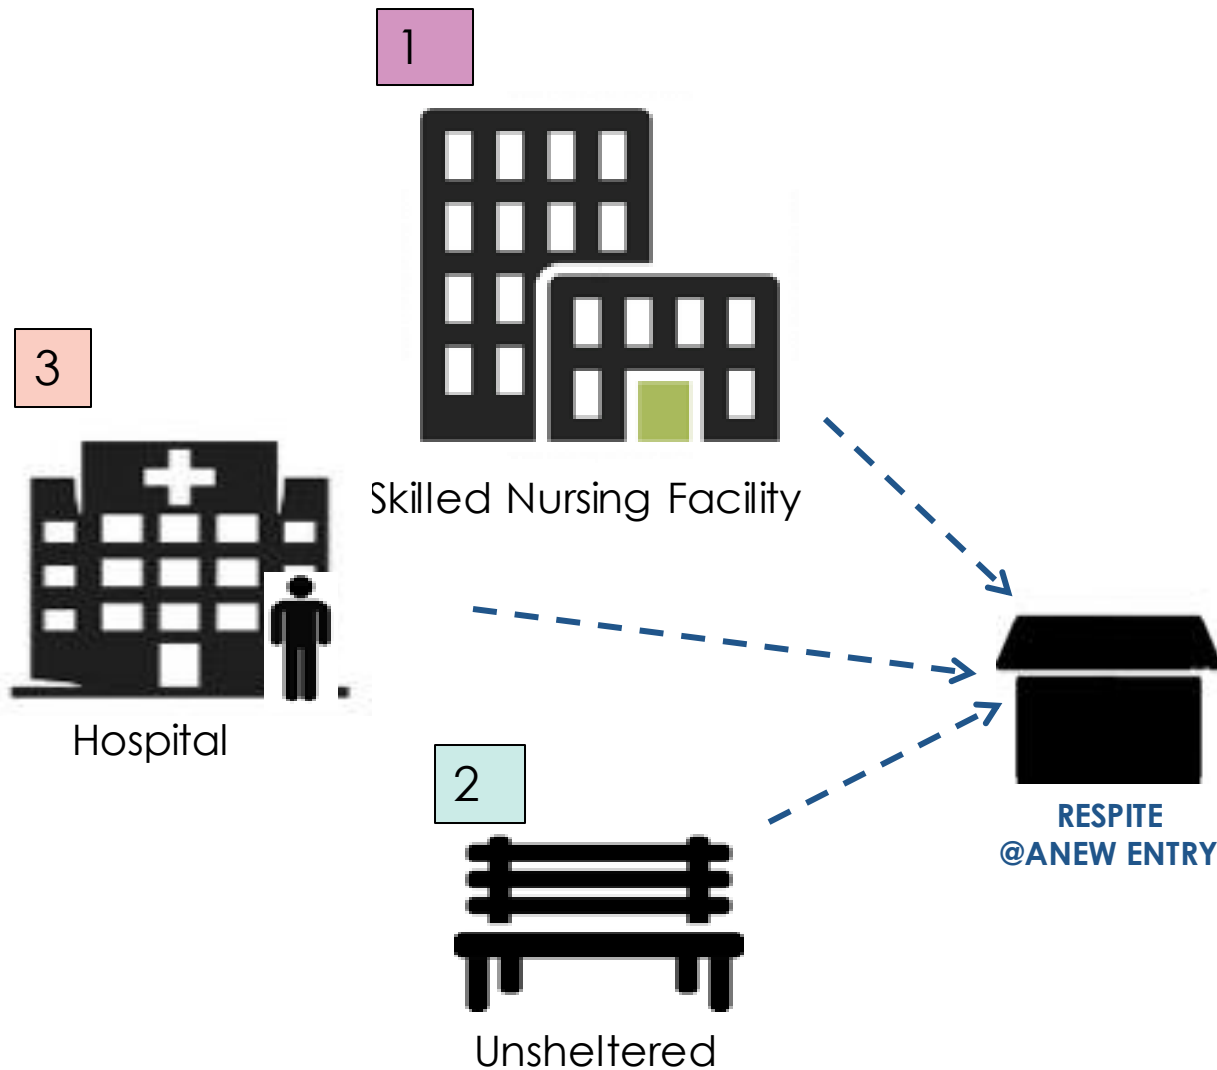 1
Skilled Nursing Facility
3
Hospital
2
Unsheltered
RESPITE
@ANEW ENTRY